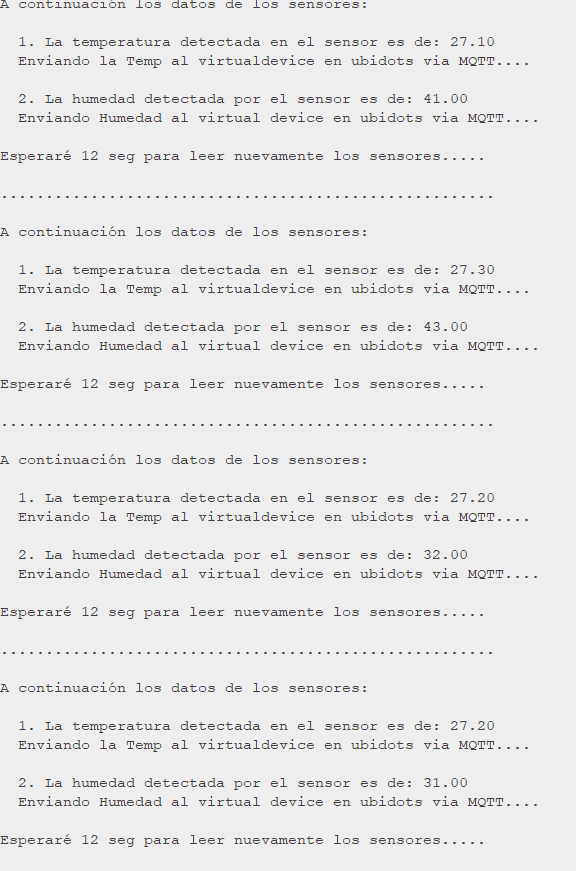 A continuación los datos de los sensores:
1. La temperatura detectada en el sensor es de: 27.10
Enviando la Temp al virtualdevice en ubidots via MQTT....
2. La humedad detectada por el sensor es de: 41.00
Enviando Humedad al virtual device en ubidots via MQTT....
Esperaré 12 seg para leer nuevamente los sensores.....
.......................................................
A continuación los datos de los sensores:
1. La temperatura detectada en el sensor es de: 27.30
Enviando la Temp al virtualdevice en ubidots via MQTT....
2. La humedad detectada por el sensor es de: 43.00
Enviando Humedad al virtual device en ubidots via MQTT....
Esperaré 12 seg para leer nuevamente los sensores.....
.......................................................
A continuación los datos de los sensores:
1. La temperatura detectada en el sensor es de: 27.20
Enviando la Temp al virtualdevice en ubidots via MQTT....
2. La humedad detectada por el sensor es de: 32.00
Enviando Humedad al virtual device en ubidots via MQTT....
Esperaré 12 seg para leer nuevamente los sensores.....
.......................................................
A continuación los datos de los sensores:
1. La temperatura detectada en el sensor es de: 27.20
Enviando la Temp al virtualdevice en ubidots via MQTT....
2. La humedad detectada por el sensor es de: 31.00
Enviando Humedad al virtual device en ubidots via MQTT....
Esperaré 12 seg para leer nuevamente los sensores.....